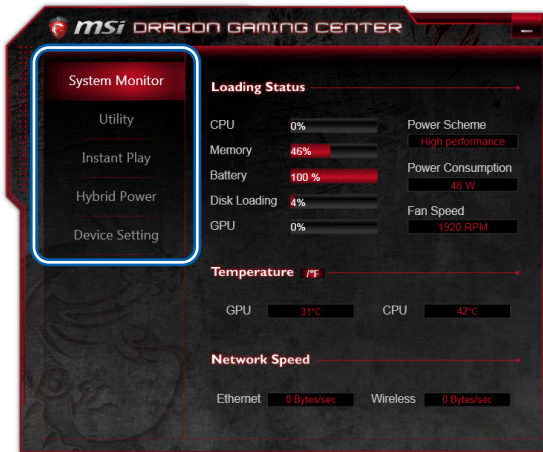 msi DRAGON GAMING CENTER
System Monitor
Utility
Instant Play
Hybrid Power
Device Setting
Loading Status
CPU 0%
Memory 46%
Battery 100 %
Disk Loading 4%
GPU 0%
Power Scheme
High performance
Power Consumption
48 W
Fan Speed
1920 RPM
Temperature /°F
GPU 31°C CPU 42°C
Network Speed
Ethernet 0 Bytes/sec Wireless 0 Bytes/sec